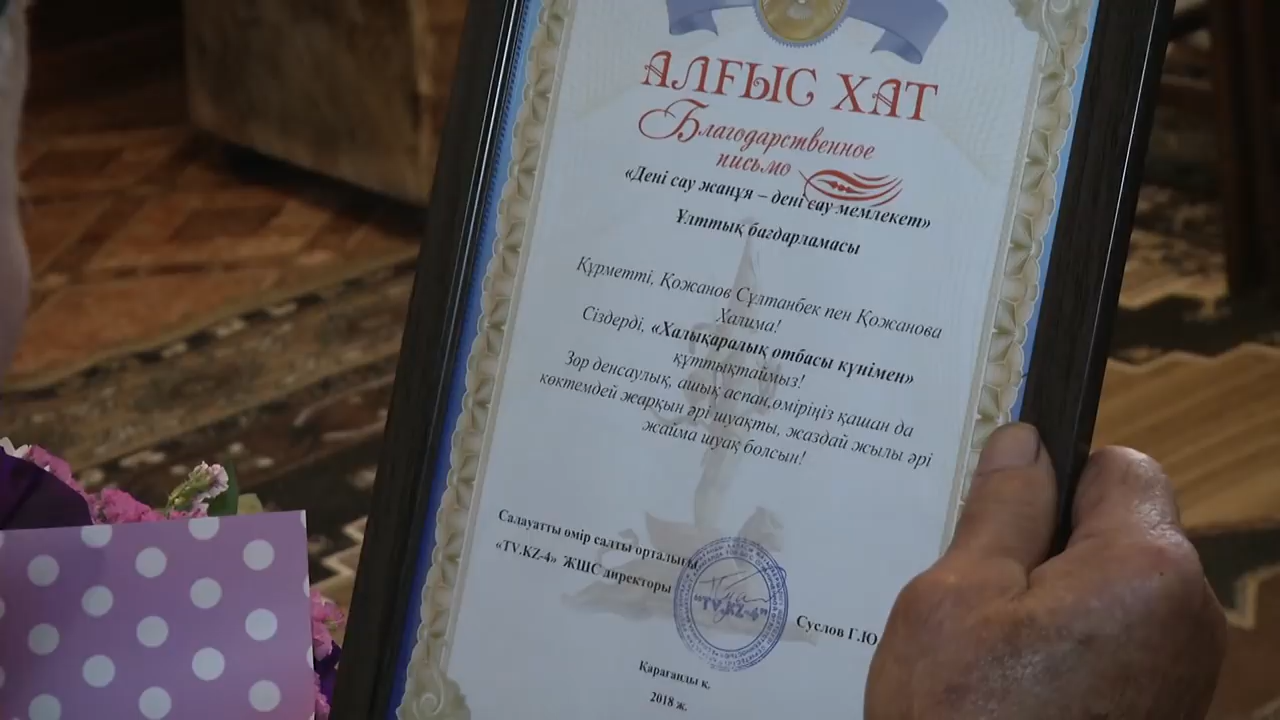 АЛҒЫС ХАТ
Благодарственное
письмо
«Дені сау жанұя – дені сау мемлекет»
Ұлттық бағдарламасы
Құрметті, Қожанов Сұлтанбек пен Қожанова
Халима!
Сіздерді, «Халықаралық отбасы күнімен»
құттықтаймыз!
Зор денсаулық, ашық аспан,өміріңіз қашан да
көктемдей жарқын әрі шуақты, жаздай жылы әрі
жайма шуақ болсын!
Салауатты өмір салты орталығы
«TV.KZ-4» ЖШС директоры
"TV.KZ-4"
Суслов Г.Ю
Қарағанды қ.
2018 ж.